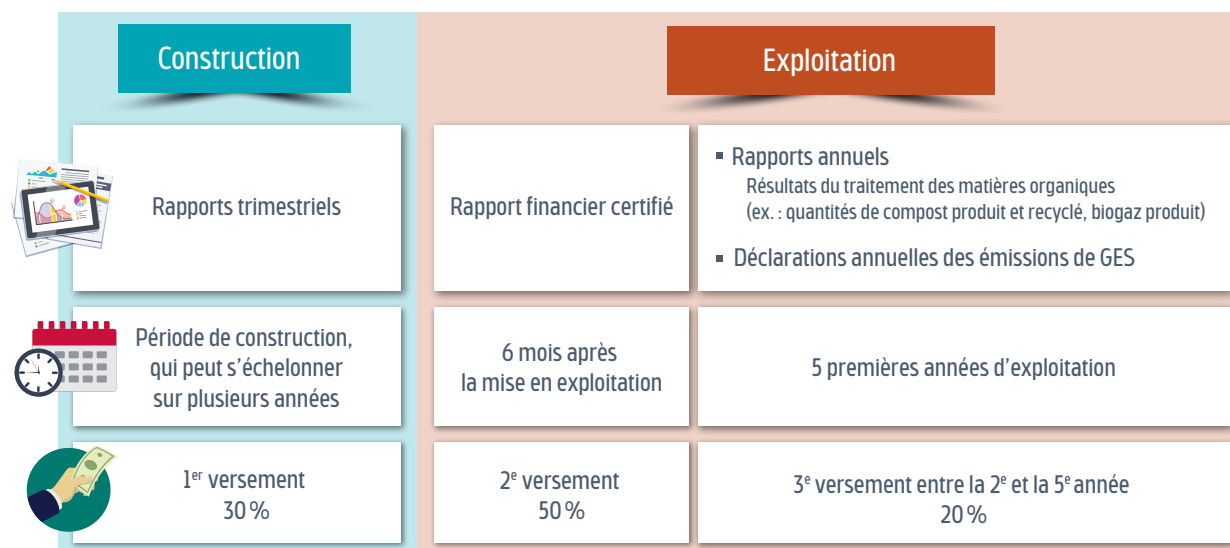 Construction
Exploitation
Rapports trimestriels
Rapport financier certifié
▪ Rapports annuels
Résultats du traitement des matières organiques
(ex. : quantités de compost produit et recyclé, biogaz produit)
▪ Déclarations annuelles des émissions de GES
Période de construction,
qui peut s’échelonner
sur plusieurs années
6 mois après
la mise en exploitation
5 premières années d’exploitation
1er versement
30 %
2e versement
50 %
3e versement entre la 2e et la 5e année
20 %